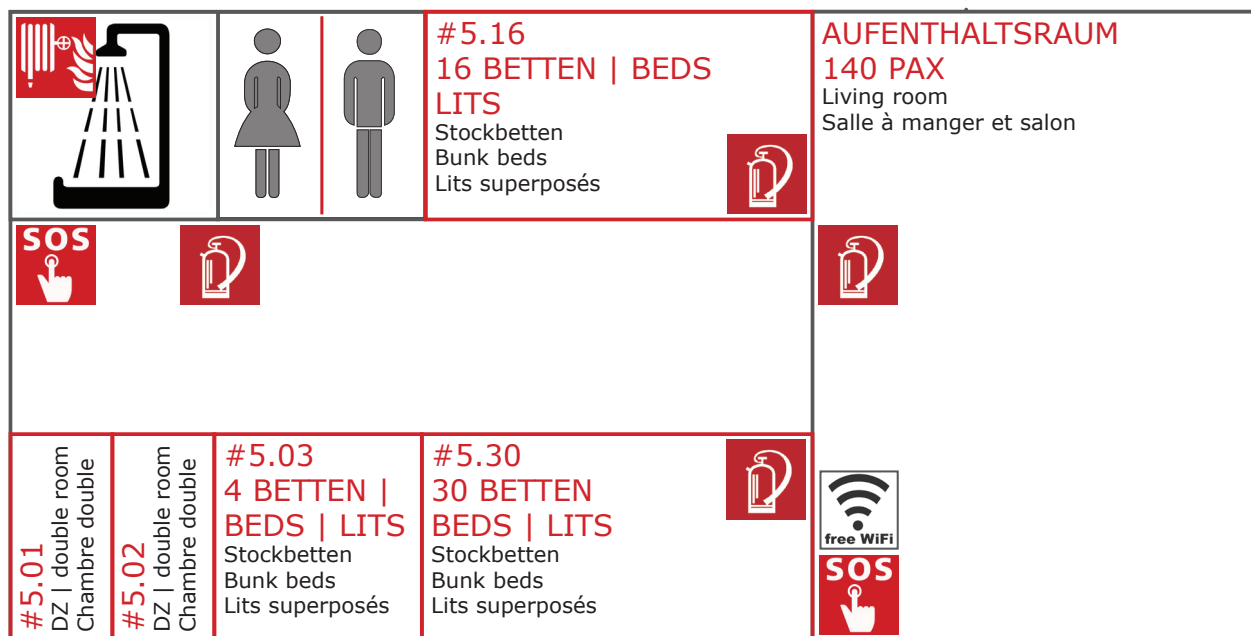 #5.16
16 BETTEN | BEDS
LITS
Stockbetten
Bunk beds
Lits superposés
AUFENTHALTSRAUM
140 PAX
Living room
Salle à manger et salon
SOS
#5.01
DZ | double room
Chambre double
#5.02
DZ | double room
Chambre double
#5.03
4 BETTEN |
BEDS | LITS
Stockbetten
Bunk beds
Lits superposés
#5.30
30 BETTEN
BEDS | LITS
Stockbetten
Bunk beds
Lits superposés
free WiFi
SOS